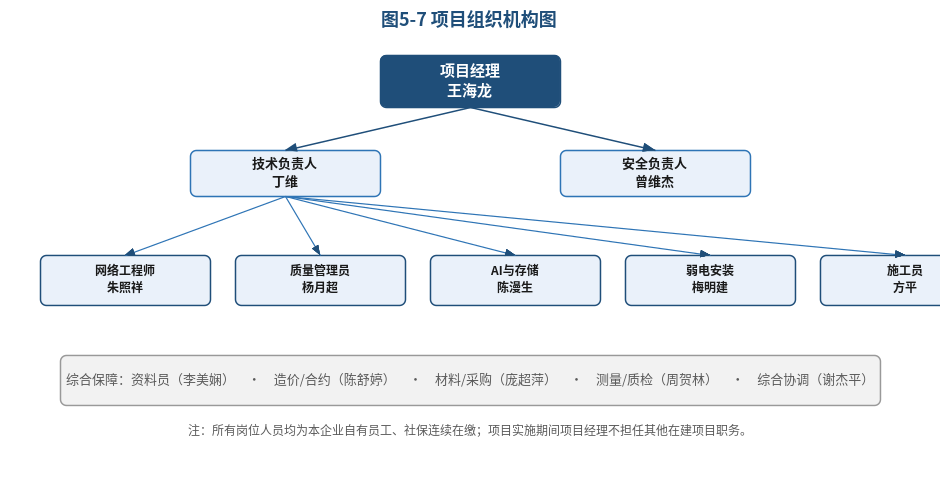 图5-7 项目组织机构图
项目经理
王海龙
技术负责人
丁维
安全负责人
曾维杰
网络工程师
朱照祥
质量管理员
杨月超
AI与存储
陈漫生
弱电安装
梅明建
施工员
方平
综合保障：资料员（李美娴） · 造价/合约（陈舒婷） · 材料/采购（庞超萍） · 测量/质检（周贺林） · 综合协调（谢杰平）
注：所有岗位人员均为本企业自有员工、社保连续在缴；项目实施期间项目经理不担任其他在建项目职务。